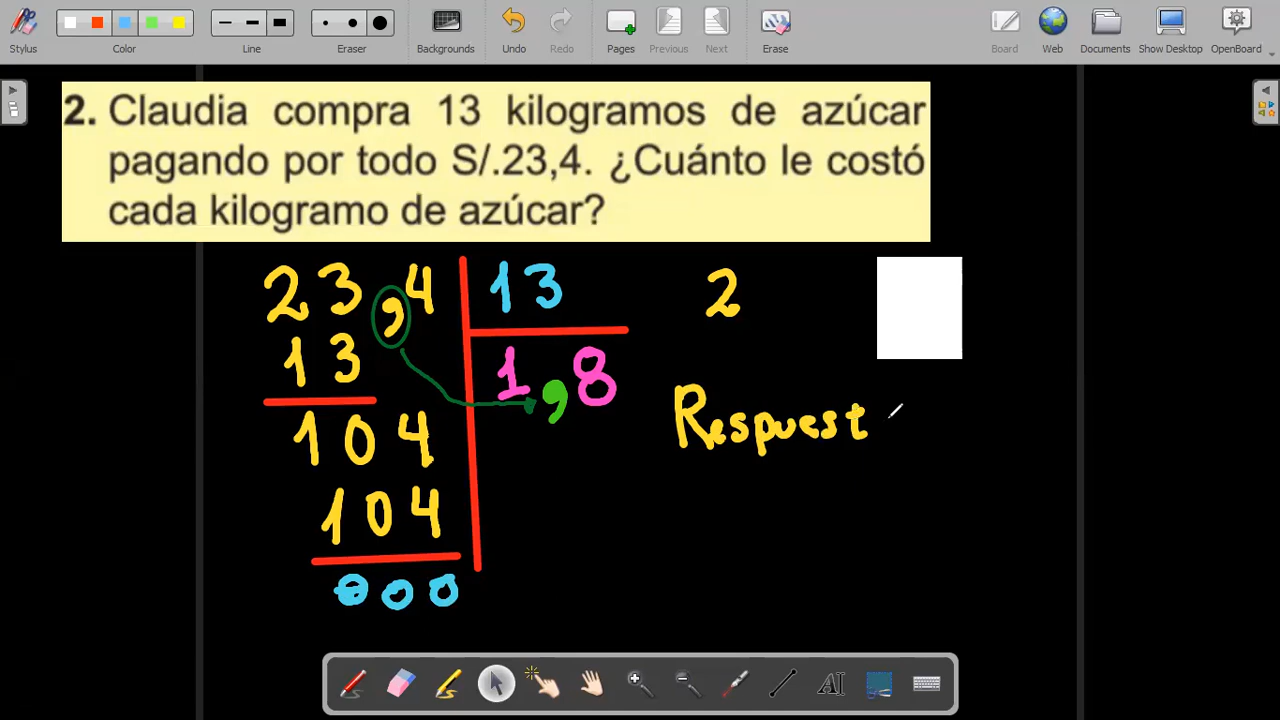 Stylus
Color
Line
Eraser
Backgrounds
Undo
Redo
Pages
Previous
Next
Erase
Board
Web
Documents
Show Desktop
OpenBoard
2. Claudia compra 13 kilogramos de azúcar
pagando por todo S/.23,4. ¿Cuánto le costó
cada kilogramo de azúcar?
23,4 13 2
13 1,8
Respuest
104
104
000
AI